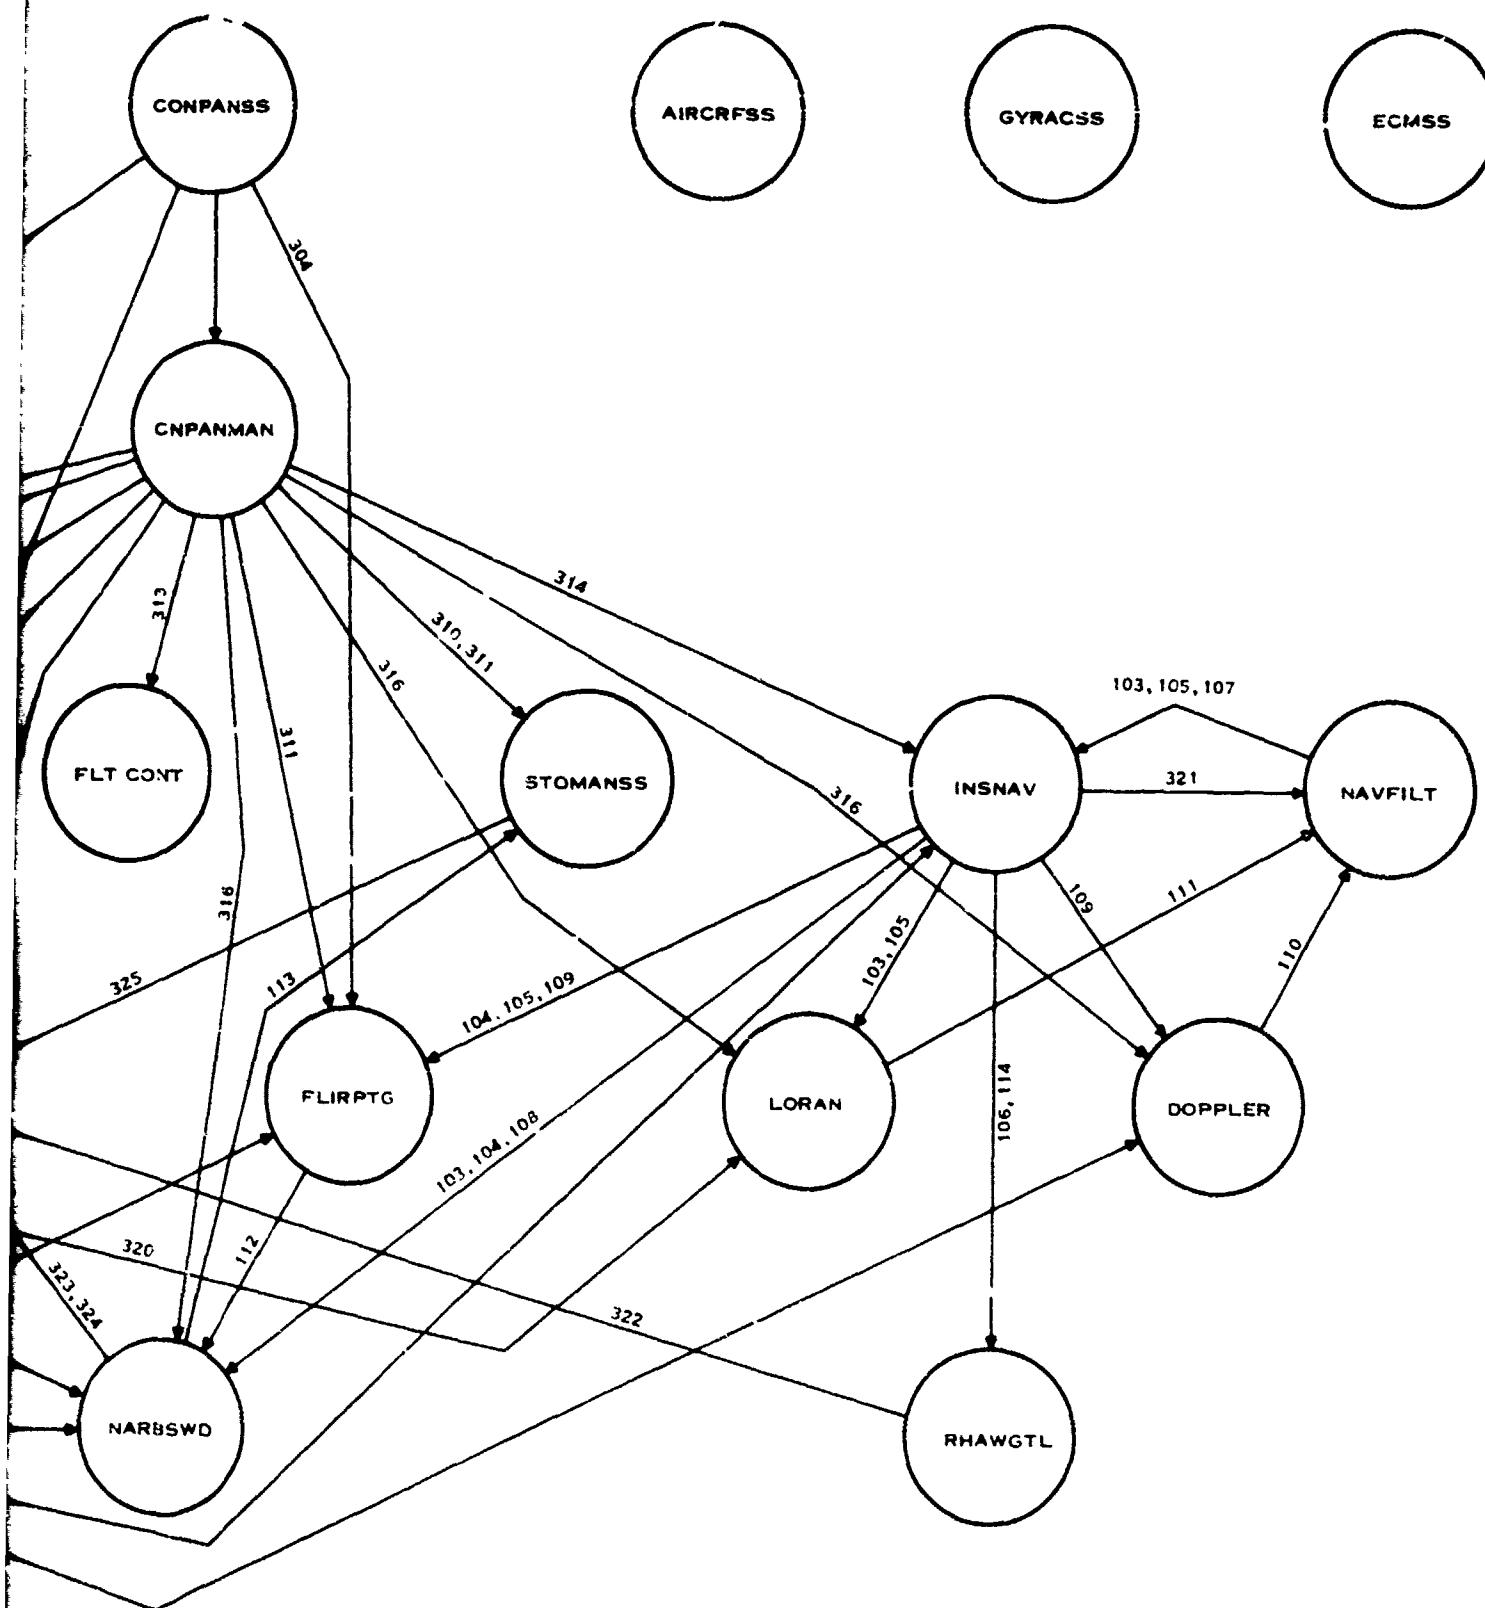 CONPANSS
AIRCRFSS
GYRACSS
ECMSS
304
CNPANMAN
314
313
310, 311
316
103, 105, 107
311
FLT CONT
STOMANSS
INSNAV
321
NAVFILT
316
316
109
111
103, 105
110
325
113
104, 105, 109
FLIRPTG
LORAN
106, 114
DOPPLER
103, 104, 108
112
320
323, 324
322
NARBSWD
RHAWGTL